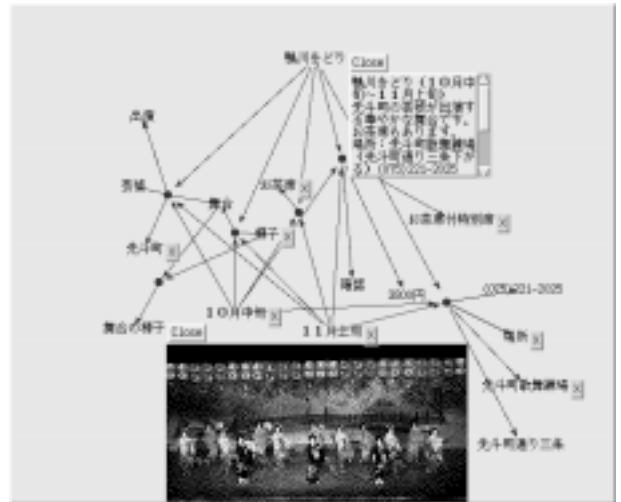 鴨川をどり
Close
鴨川をどり(10月中
旬~11月上旬)
先斗町の芸妓が出演す
る華やかな舞台です。
お茶席もあります。
場所:先斗町歌舞練場
(先斗町通り三条下が
る) (075)221-2025
出演
芸妓
舞台
お茶席 X
お茶席付特別席 X
先斗町 X
様子 X
確認
3800円
(075)221-2025
10月中旬 X
11月上旬 X
舞台の様子
Close
場所 X
先斗町歌舞練場 X
先斗町通り三条